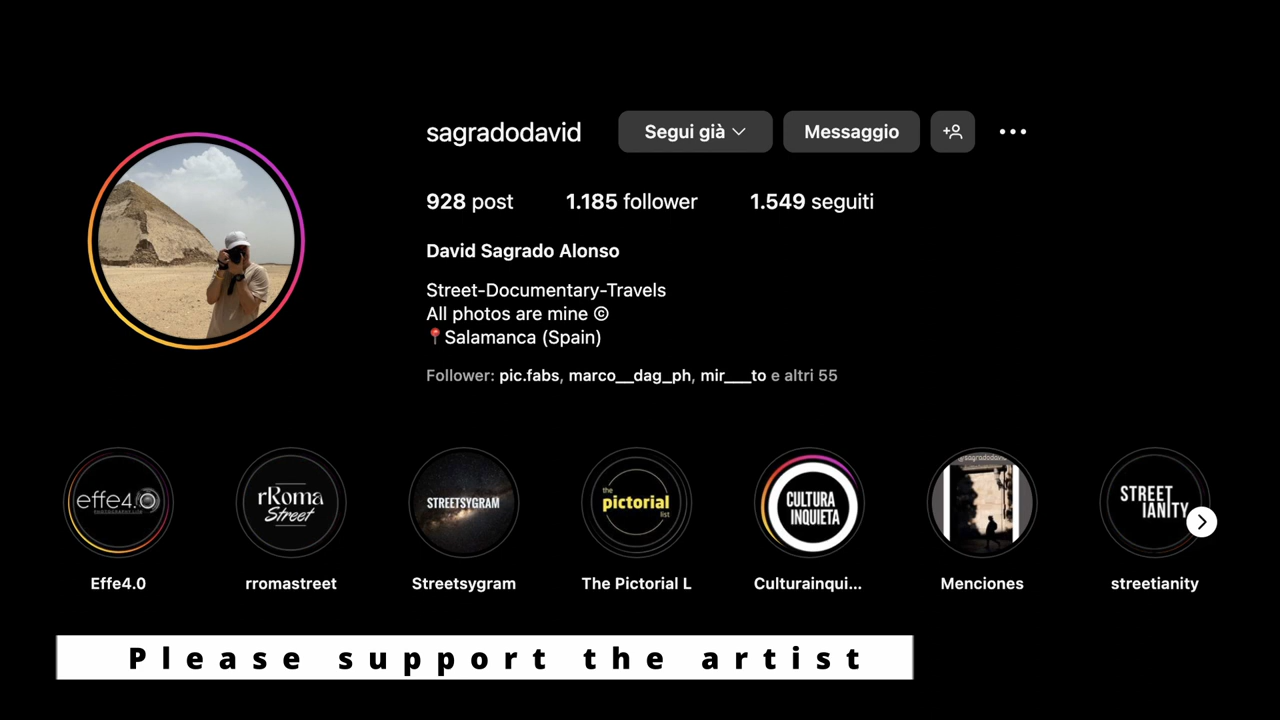 sagradodavid Segui già Messaggio
928 post 1.185 follower 1.549 seguiti
David Sagrado Alonso
Street-Documentary-Travels
All photos are mine ©
📍Salamanca (Spain)
Follower: pic.fabs, marco__dag_ph, mir___to e altri 55
effe4.0
rRoma
Street
STREETSYGRAM
the
pictorial
list
CULTURA
INQUIETA
@sagradodavid
STREET
IANITY
Effe4.0 rromastreet Streetsygram The Pictorial L Culturainqui... Menciones streetianity
Please support the artist